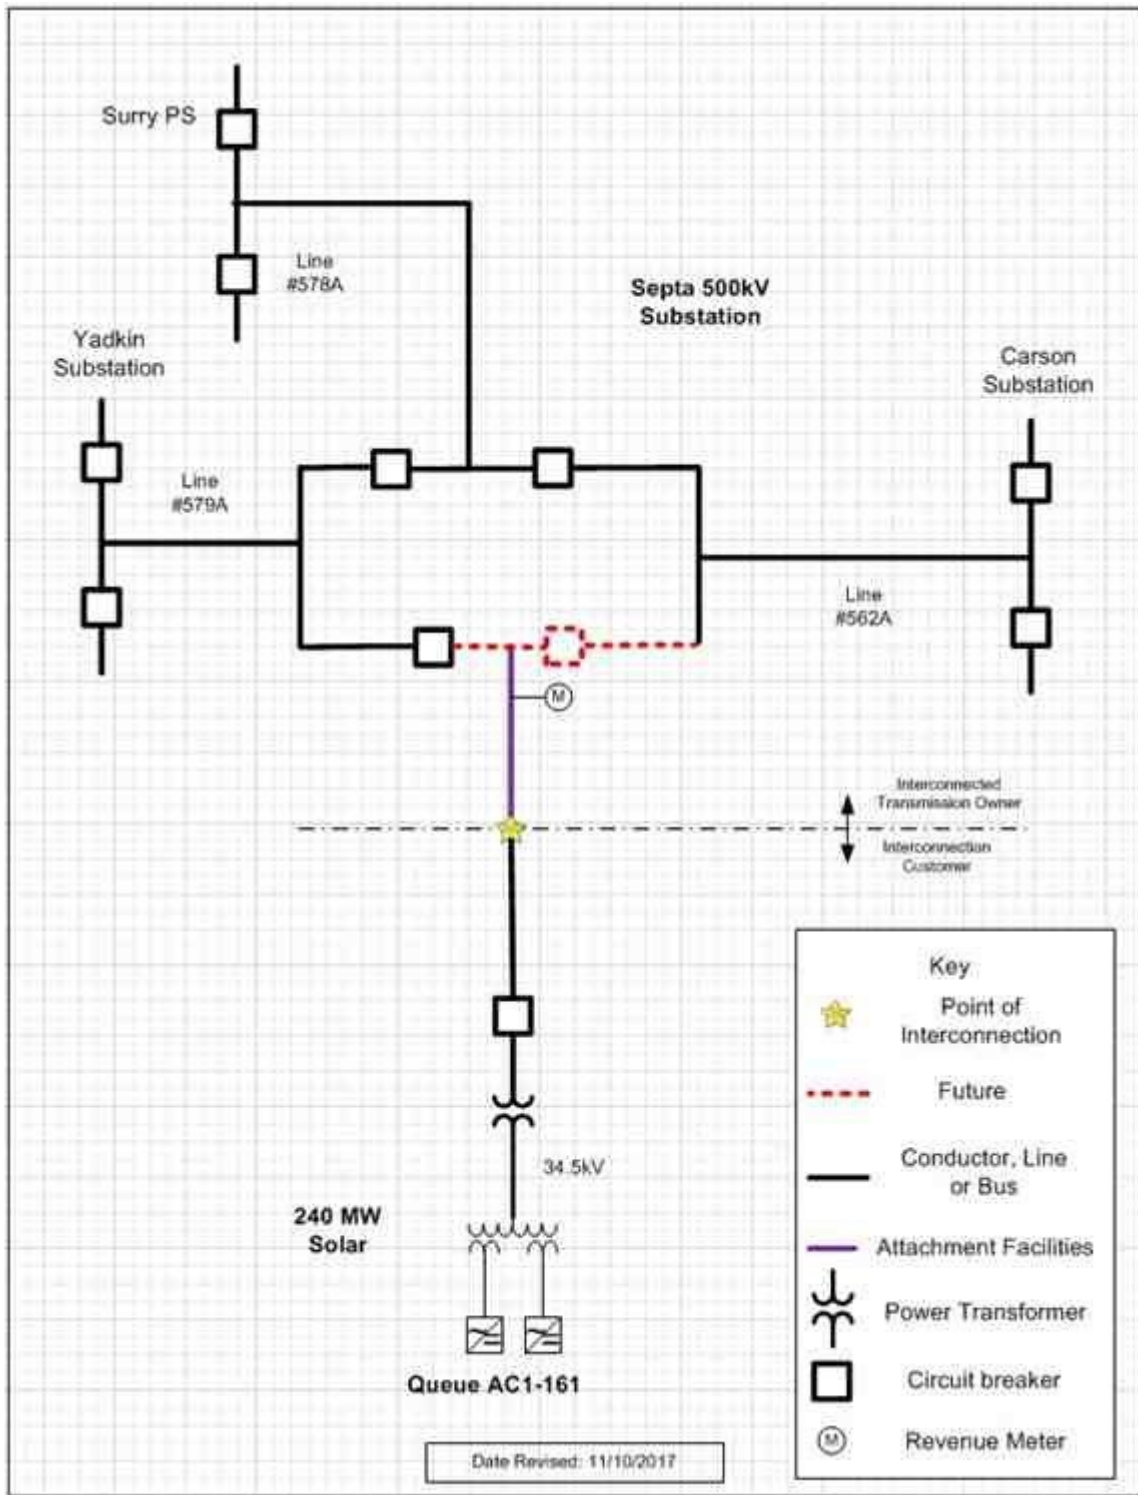 Surry PS
Line
#578A
Septa 500kV
Substation
Yadkin
Substation
Carson
Substation
Line
#579A
Line
#562A
M
Interconnected
Transmission Owner
Interconnection
Customer
Key
Point of
Interconnection
Future
Conductor, Line
or Bus
Attachment Facilities
Power Transformer
Circuit breaker
M
Revenue Meter
34.5kV
240 MW
Solar
Queue AC1-161
Date Revised: 11/10/2017